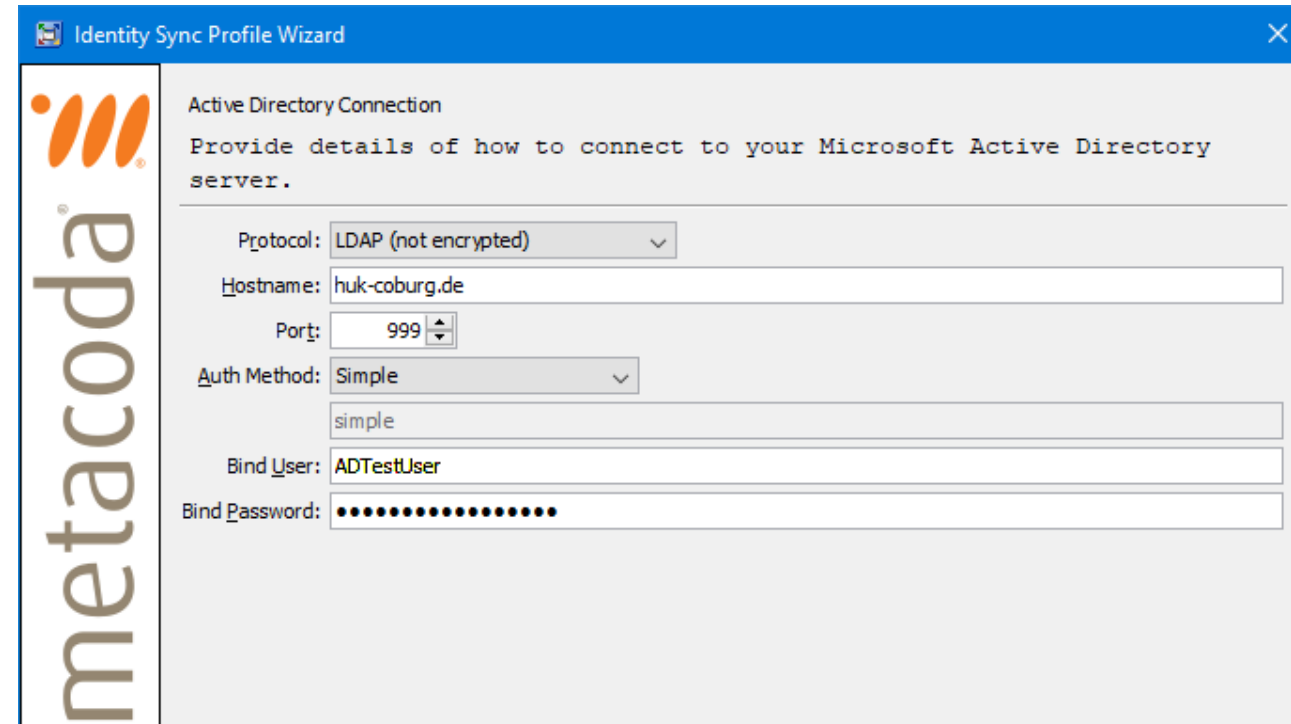 Identity Sync Profile Wizard
metacoda
Active Directory Connection
Provide details of how to connect to your Microsoft Active Directory
server.
Protocol: LDAP (not encrypted)
Hostname: huk-coburg.de
Port: 999
Auth Method: Simple
simple
Bind User: ADTestUser
Bind Password: •••••••••••••••••